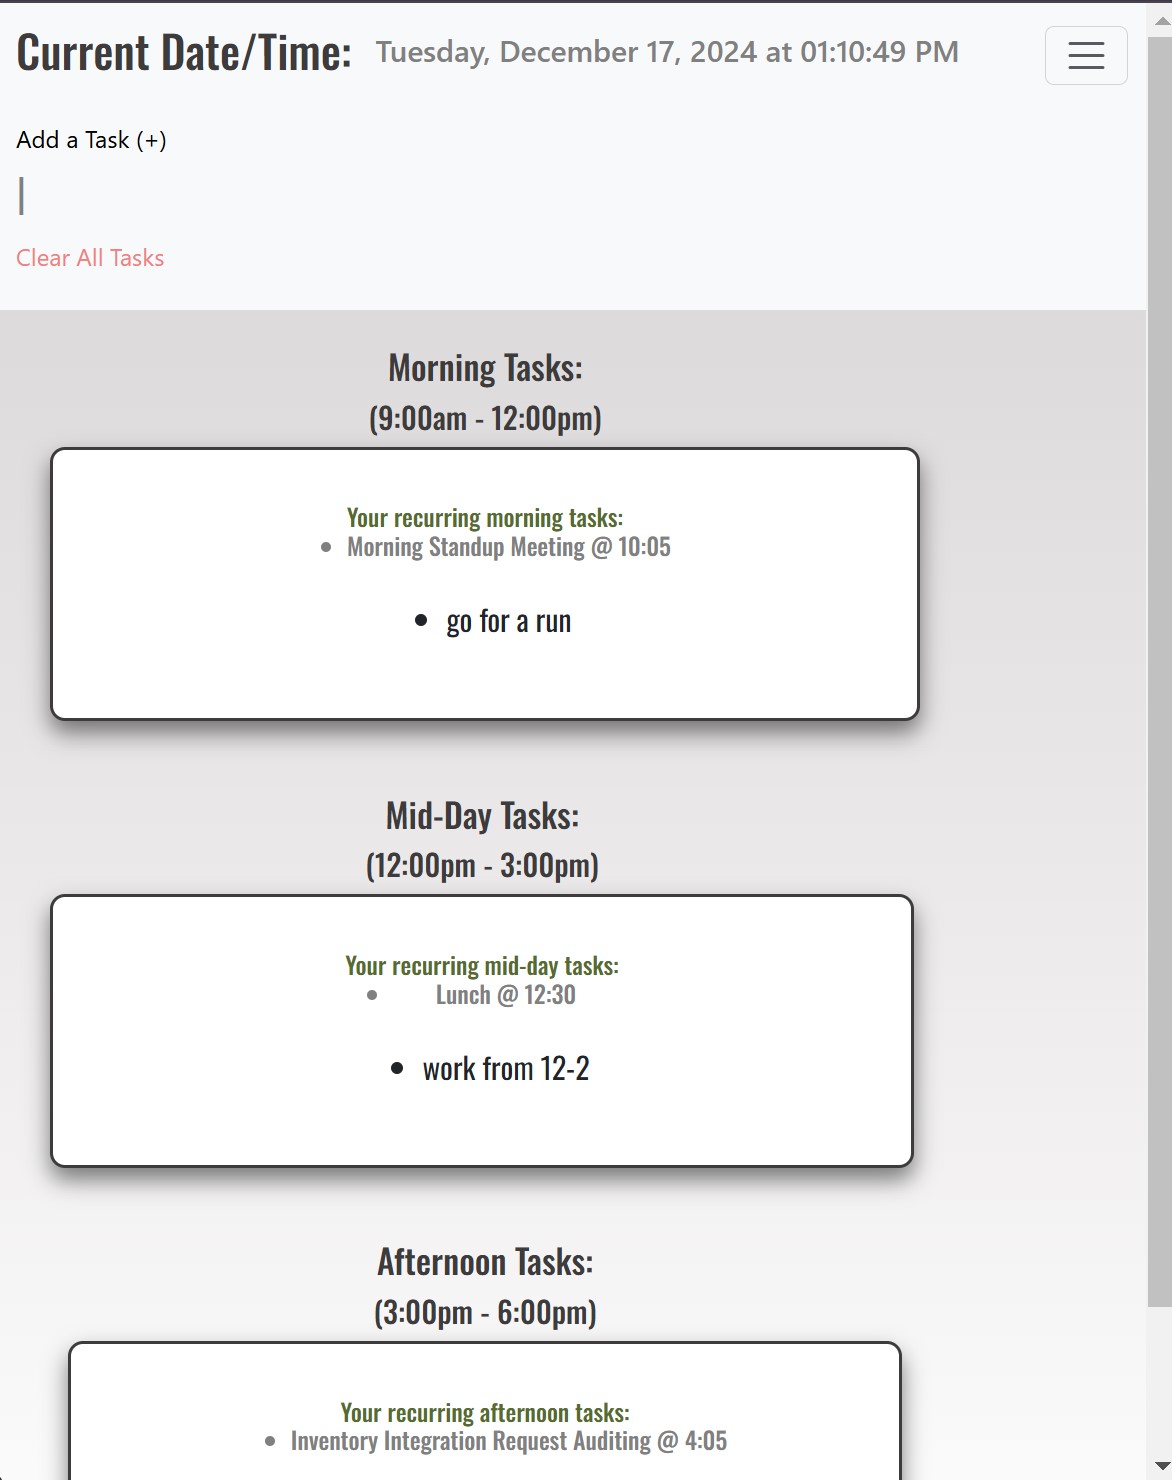 Current Date/Time: Tuesday, December 17, 2024 at 01:10:49 PM
Add a Task (+)
|
Clear All Tasks
Morning Tasks:
(9:00am - 12:00pm)
Your recurring morning tasks:
• Morning Standup Meeting @ 10:05
• go for a run
Mid-Day Tasks:
(12:00pm - 3:00pm)
Your recurring mid-day tasks:
• Lunch @ 12:30
• work from 12-2
Afternoon Tasks:
(3:00pm - 6:00pm)
Your recurring afternoon tasks:
• Inventory Integration Request Auditing @ 4:05